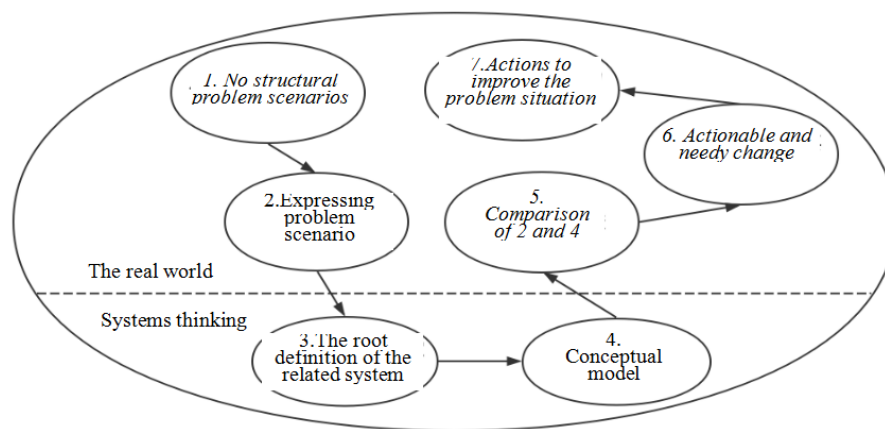 1. No structural
problem scenarios
7.Actions to
improve the
problem situation
6. Actionable and
needy change
2.Expressing
problem
scenario
5.
Comparison
of 2 and 4
The real world
Systems thinking
3.The root
definition of the
related system
4.
Conceptual
model